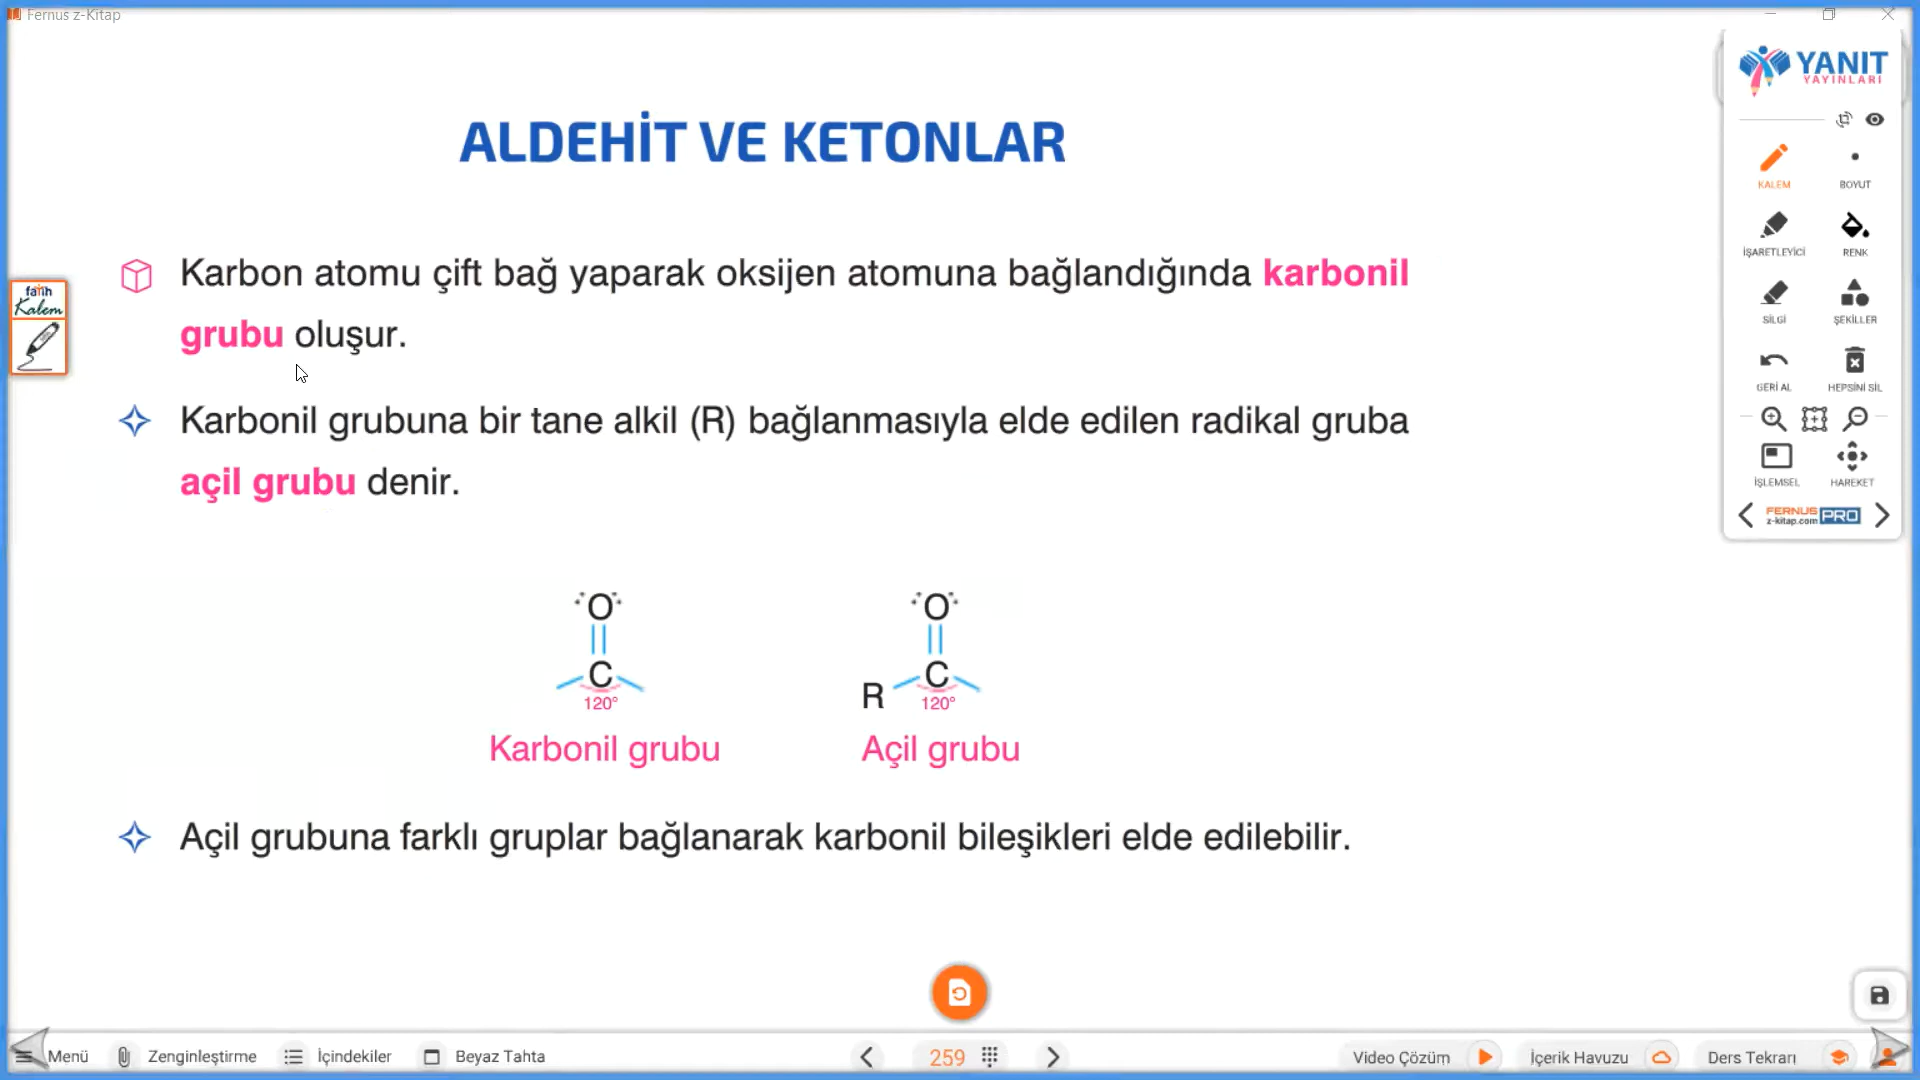 Fernus z-Kitap
YANIT
YAYINLARI
ALDEHİT VE KETONLAR
KALEM
BOYUT
Karbon atomu çift bağ yaparak oksijen atomuna bağlandığında karbonil
grubu oluşur.
İŞARETLEYİCİ
RENK
fatih
Kalem
SİLGİ
ŞEKİLLER
GERİ AL
HEPSİNİ SİL
Karbonil grubuna bir tane alkil (R) bağlanmasıyla elde edilen radikal gruba
açil grubu denir.
İŞLEMSEL
HAREKET
FERNUS
z-kitap.com PRO
O
O
C
C
R
120°
120°
Karbonil grubu
Açil grubu
Açil grubuna farklı gruplar bağlanarak karbonil bileşikleri elde edilebilir.
Menü
Zenginleştirme
İçindekiler
Beyaz Tahta
259
Video Çözüm
İçerik Havuzu
Ders Tekrarı